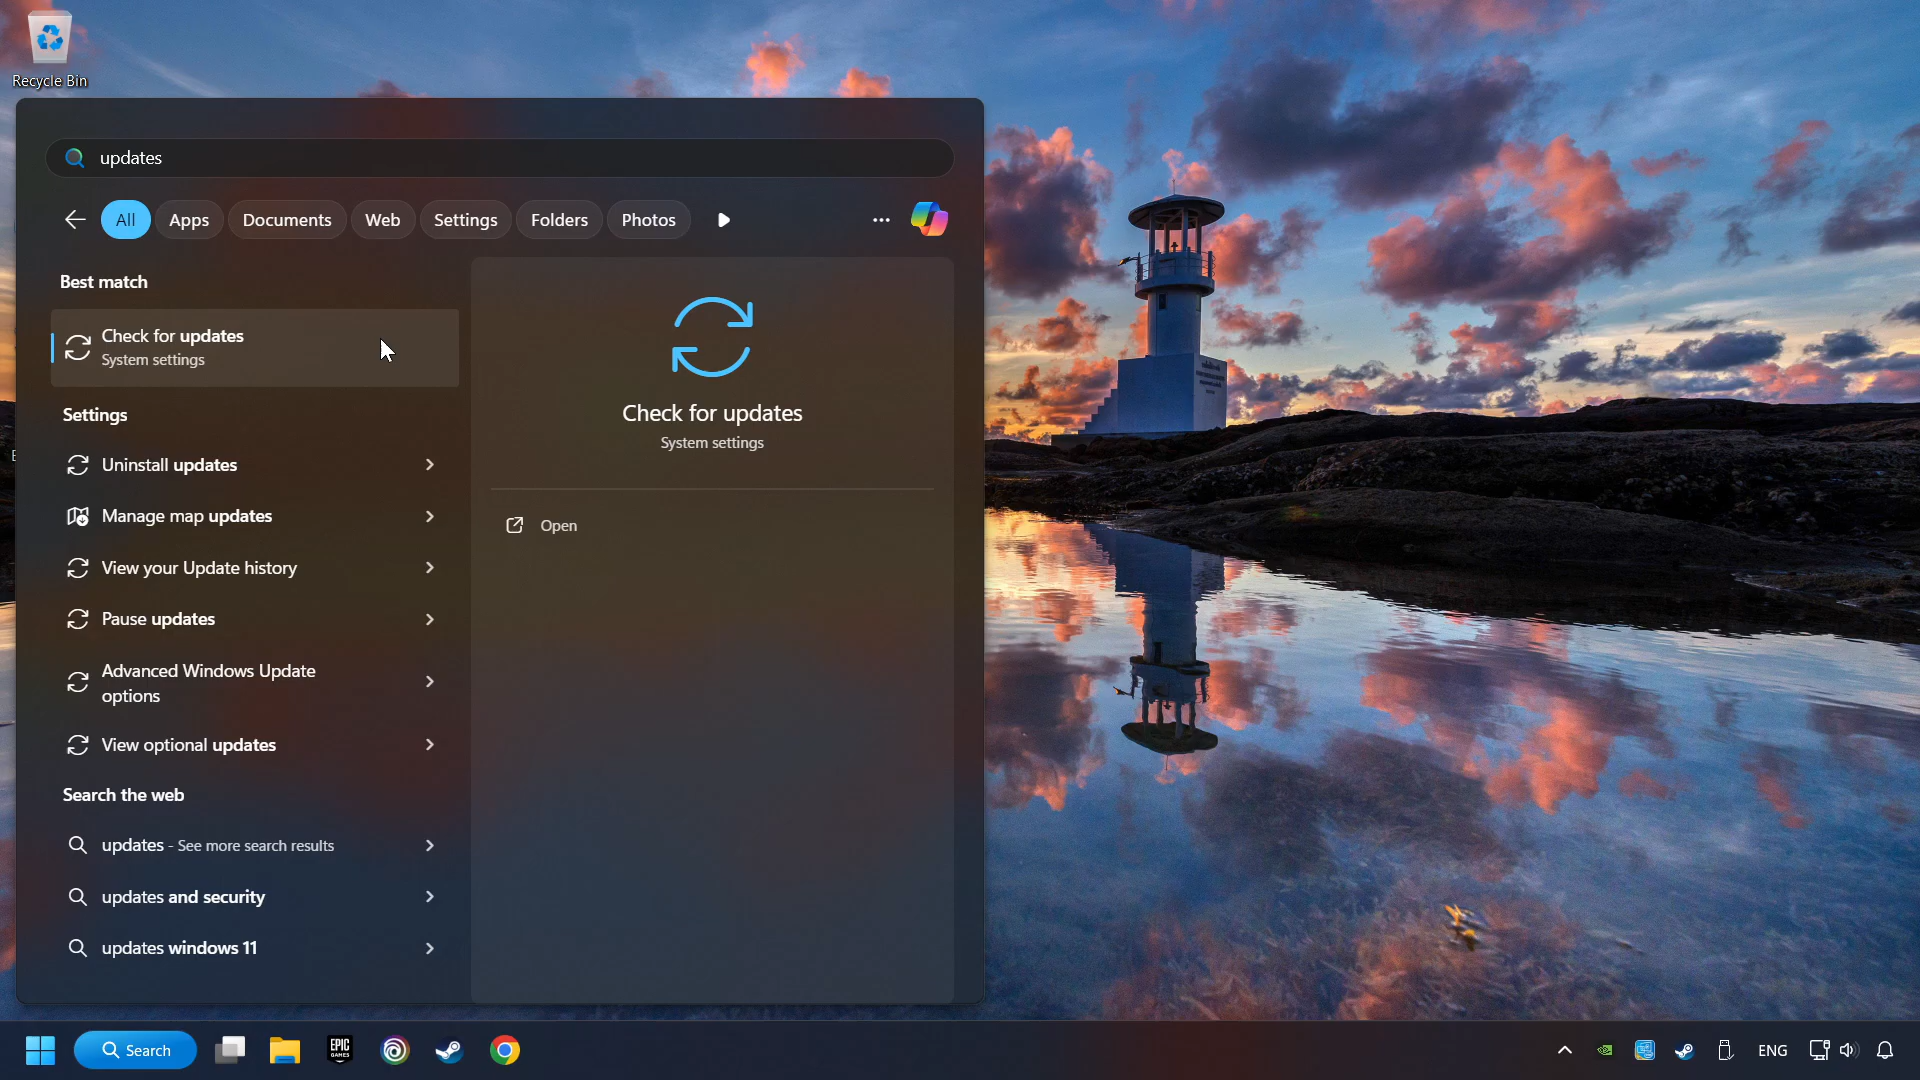 Recycle Bin
updates
All Apps Documents Web Settings Folders Photos
Best match
Check for updates
System settings
Settings
Uninstall updates
Manage map updates
View your Update history
Pause updates
Advanced Windows Update
options
View optional updates
Search the web
updates - See more search results
updates and security
updates windows 11
Check for updates
System settings
Open
Search
EPIC
GAMES
ENG